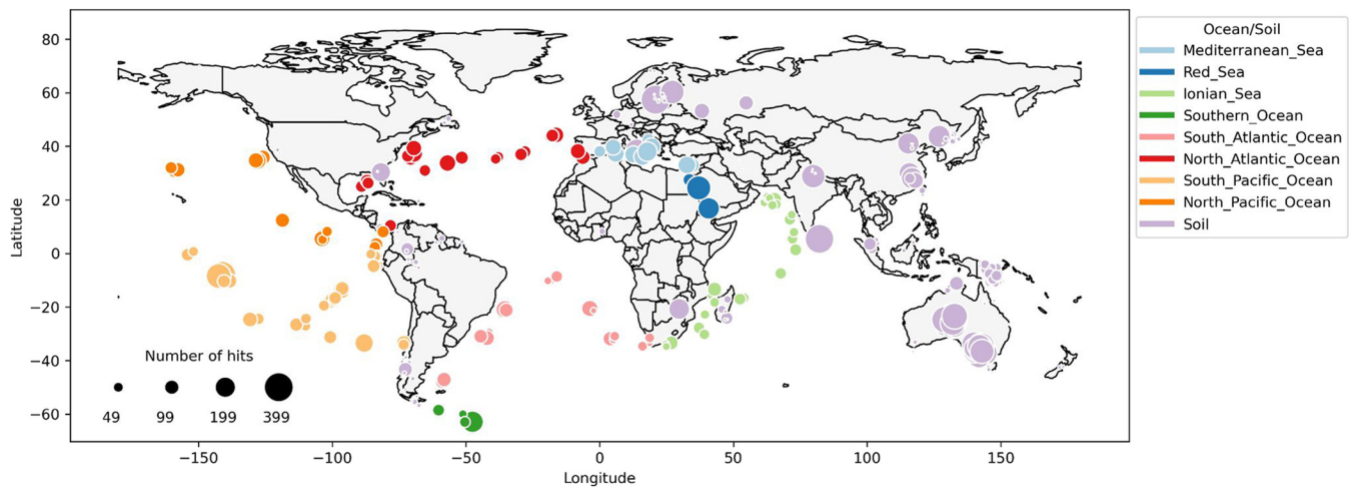 80
60
40
20
0
−20
−40
−60
Latitude
−150
−100
−50
0
50
100
150
Longitude
Number of hits
49 99 199 399
Ocean/Soil
Mediterranean_Sea
Red_Sea
Ionian_Sea
Southern_Ocean
South_Atlantic_Ocean
North_Atlantic_Ocean
South_Pacific_Ocean
North_Pacific_Ocean
Soil